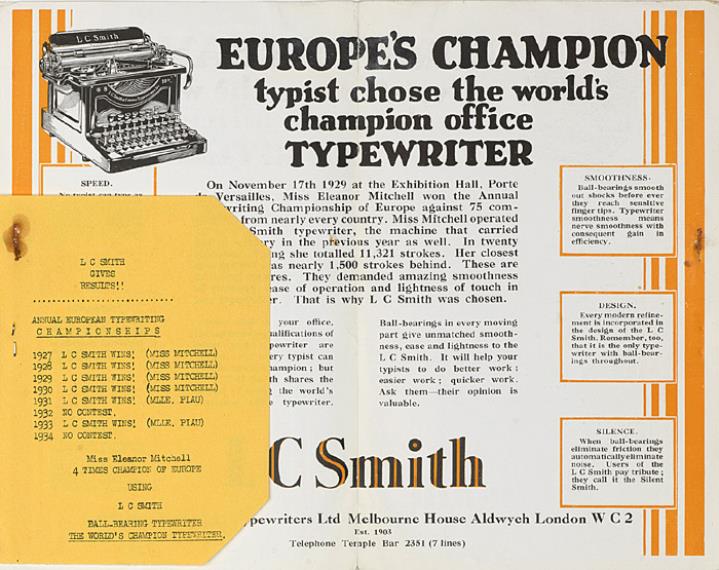 L C Smith
EUROPE'S CHAMPION
typist chose the world's
champion office
TYPEWRITER
SPEED.
On November 17th 1929 at the Exhibition Hall, Porte
Versailles, Miss Eleanor Mitchell won the Annual
writing Championship of Europe against 75 com-
from nearly every country. Miss Mitchell operated
Smith typewriter, the machine that carried
in the previous year as well. In twenty
she totalled 11,321 strokes. Her closest
nearly 1,500 strokes behind. These are
They demanded amazing smoothness
ease of operation and lightness of touch in
That is why L C Smith was chosen.
your office,
typewriter are
every typist can
but
shares the
the world's
typewriter.
Ball-bearings in every moving
part give unmatched smooth-
ness, ease and lightness to the
L C Smith. It will help your
typists to do better work :
easier work ; quicker work.
Ask them—their opinion is
valuable.
SMOOTHNESS.
Ball-bearings smooth
out shocks before ever
they reach sensitive
finger tips. Typewriter
smoothness means
nerve smoothness with
consequent gain in
efficiency.
DESIGN.
Every modern refine-
ment is incorporated in
the design of the L C
Smith. Remember, too,
that it is the only type-
writer with ball-bear-
ings throughout.
SILENCE.
When ball-bearings
eliminate friction they
automatically eliminate
noise. Users of the
L C Smith pay tribute ;
they call it the Silent
Smith.
C Smith
Typewriters Ltd Melbourne House Aldwych London W C 2
Est. 1903
Telephone Temple Bar 2351 (7 lines)
L C SMITH
GIVES
RESULTS!!
ANNUAL EUROPEAN TYPEWRITING
CHAMPIONSHIPS
1927 L C SMITH WINS! (MISS MITCHELL)
1928 L C SMITH WINS! (MISS MITCHELL)
1929 L C SMITH WINS! (MISS MITCHELL)
1930 L C SMITH WINS! (MISS MITCHELL)
1931 L C SMITH WINS! (MLLE. PIAU)
1932 NO CONTEST.
1933 L C SMITH WINS! (MLLE. PIAU)
1934 NO CONTEST.
Miss Eleanor Mitchell
4 TIMES CHAMPION OF EUROPE
USING
L C SMITH
BALL-BEARING TYPEWRITER
THE WORLD'S CHAMPION TYPEWRITER.